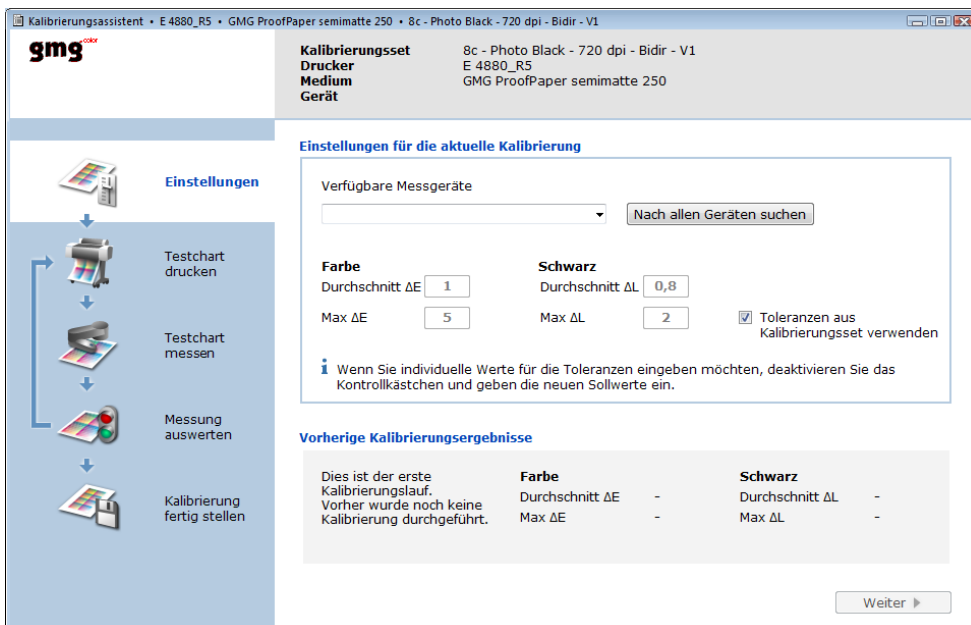 Kalibrierungsassistent • E 4880_R5 • GMG ProofPaper semimatte 250 • 8c - Photo Black - 720 dpi - Bidir - V1
gmg color
Kalibrierungsset 8c - Photo Black - 720 dpi - Bidir - V1
Drucker E 4880_R5
Medium GMG ProofPaper semimatte 250
Gerät
Einstellungen
Testchart
drucken
Testchart
messen
Messung
auswerten
Kalibrierung
fertig stellen
Einstellungen für die aktuelle Kalibrierung
Verfügbare Messgeräte
Nach allen Geräten suchen
Farbe Schwarz
Durchschnitt ΔE 1 Durchschnitt ΔL 0,8
Max ΔE 5 Max ΔL 2 Toleranzen aus
Kalibrierungsset verwenden
i Wenn Sie individuelle Werte für die Toleranzen eingeben möchten, deaktivieren Sie das
Kontrollkästchen und geben die neuen Sollwerte ein.
Vorherige Kalibrierungsergebnisse
Dies ist der erste
Kalibrierungslauf.
Vorher wurde noch keine
Kalibrierung durchgeführt.
Farbe Schwarz
Durchschnitt ΔE - Durchschnitt ΔL -
Max ΔE - Max ΔL -
Weiter